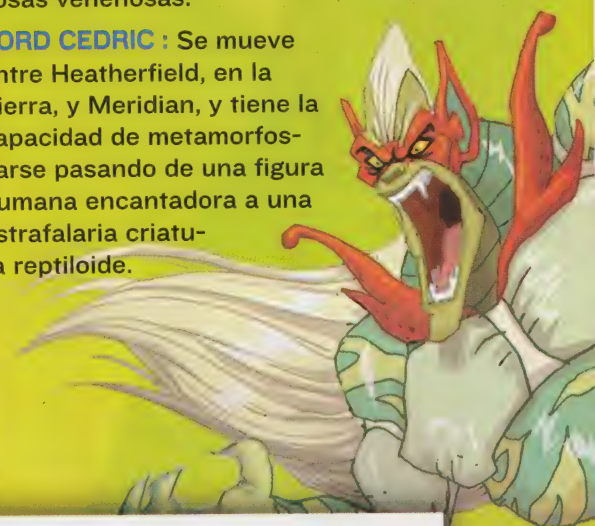 osas venenosas.
ORD CEDRIC : Se mueve
ntre Heatherfield, en la
ierra, y Meridian, y tiene la
apacidad de metamorfos-
arse pasando de una figura
umana encantadora a una
strafalaria criatu-
a reptiloide.